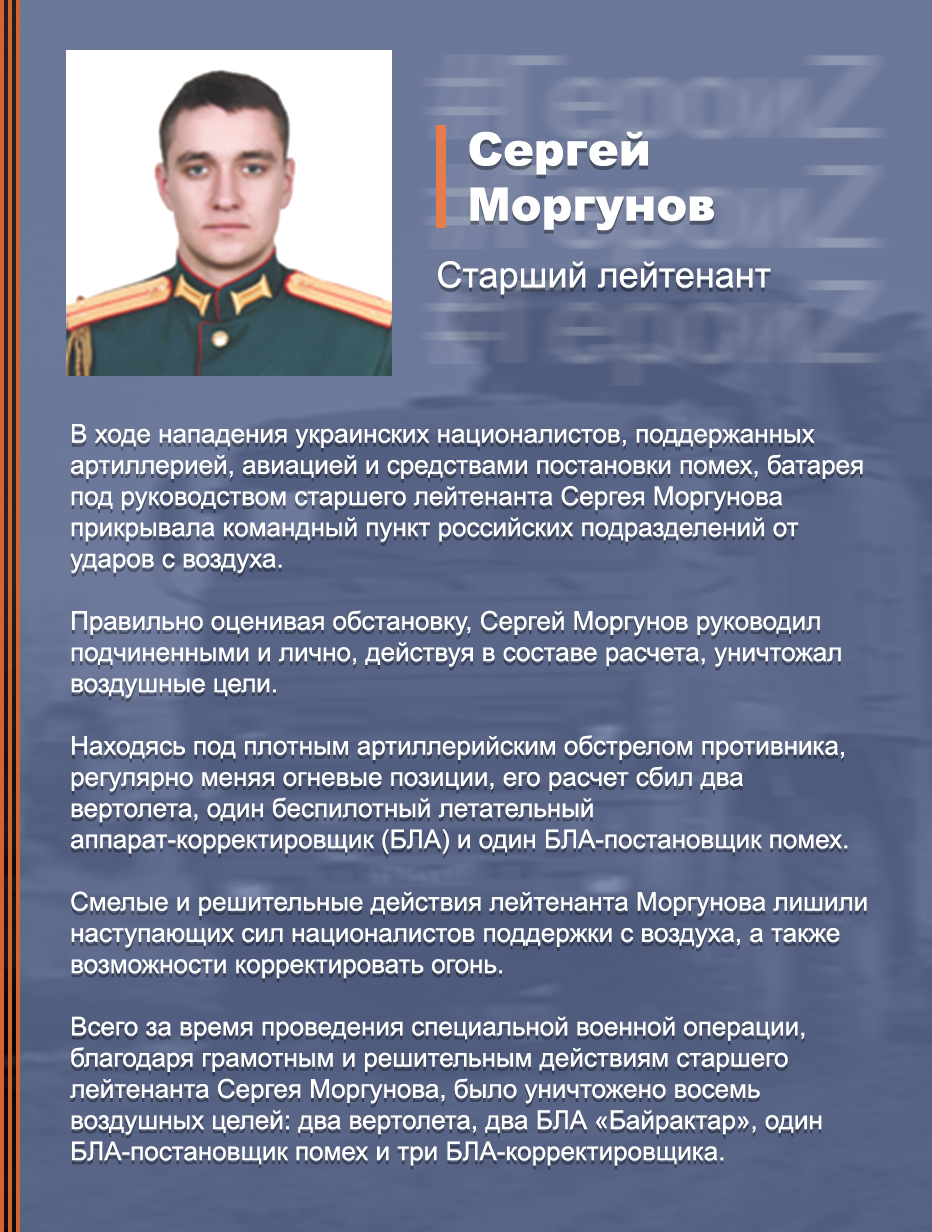 #ГероиZ
Сергей
#ГероиZ
Моргунов
Старший лейтенант
#ГероиZ
В ходе нападения украинских националистов, поддержанных
артиллерией, авиацией и средствами постановки помех, батарея
под руководством старшего лейтенанта Сергея Моргунова
прикрывала командный пункт российских подразделений от
ударов с воздуха.
Правильно оценивая обстановку, Сергей Моргунов руководил
подчиненными и лично, действуя в составе расчета, уничтожал
воздушные цели.
Находясь под плотным артиллерийским обстрелом противника,
регулярно меняя огневые позиции, его расчет сбил два
вертолета, один беспилотный летательный
аппарат-корректировщик (БЛА) и один БЛА-постановщик помех.
Смелые и решительные действия лейтенанта Моргунова лишили
наступающих сил националистов поддержки с воздуха, а также
возможности корректировать огонь.
Всего за время проведения специальной военной операции,
благодаря грамотным и решительным действиям старшего
лейтенанта Сергея Моргунова, было уничтожено восемь
воздушных целей: два вертолета, два БЛА «Байрактар», один
БЛА-постановщик помех и три БЛА-корректировщика.